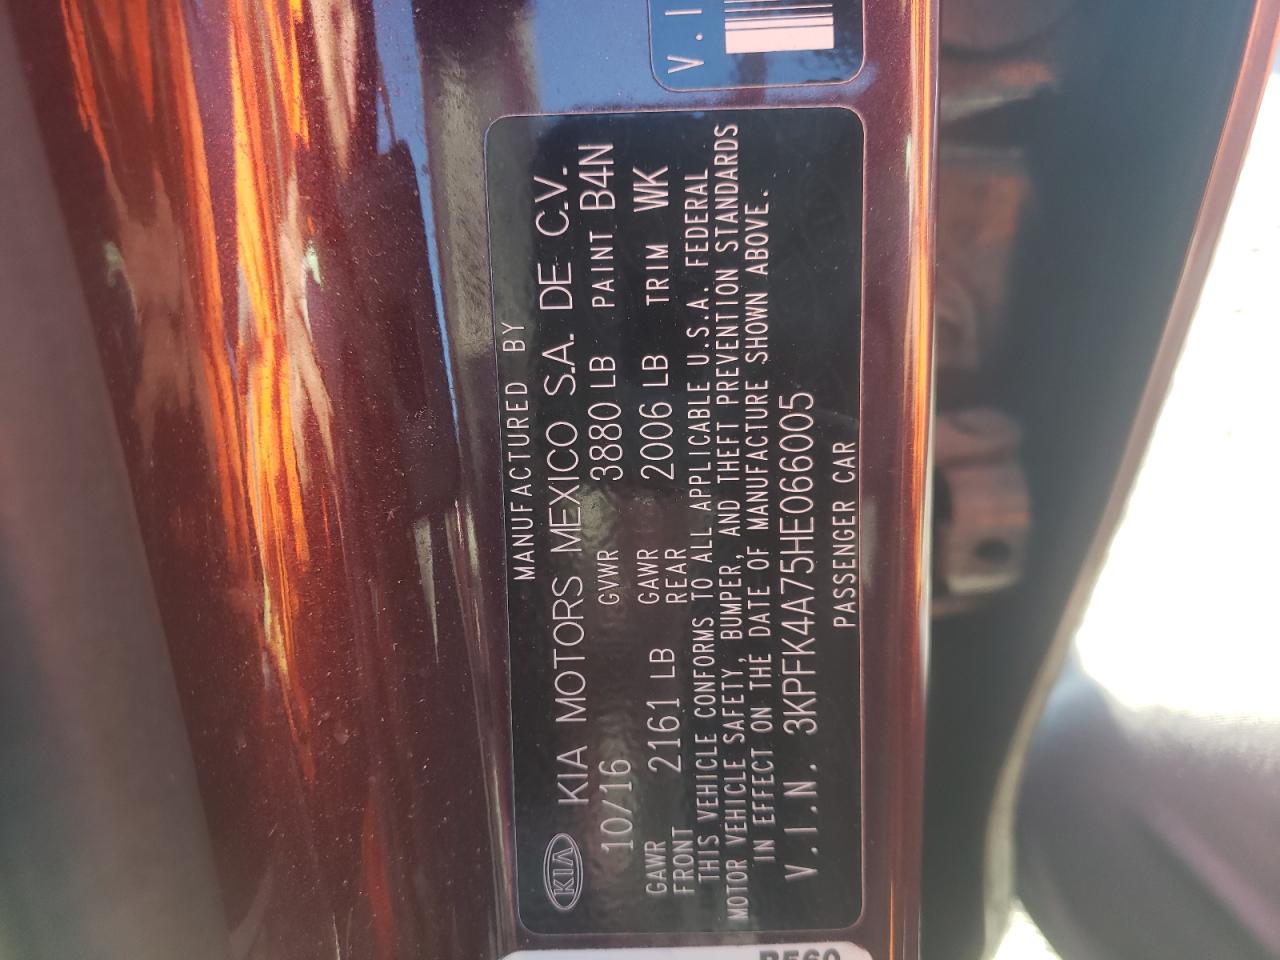 V.I
MANUFACTURED BY
KIA KIA MOTORS MEXICO S.A. DE C.V.
10/16 GVWR 3880 LB PAINT B4N
GAWR FRONT 2161 LB GAWR REAR 2006 LB TRIM WK
THIS VEHICLE CONFORMS TO ALL APPLICABLE U.S.A. FEDERAL
MOTOR VEHICLE SAFETY, BUMPER, AND THEFT PREVENTION STANDARDS
IN EFFECT ON THE DATE OF MANUFACTURE SHOWN ABOVE.
V.I.N. 3KPFK4A75HE066005
PASSENGER CAR